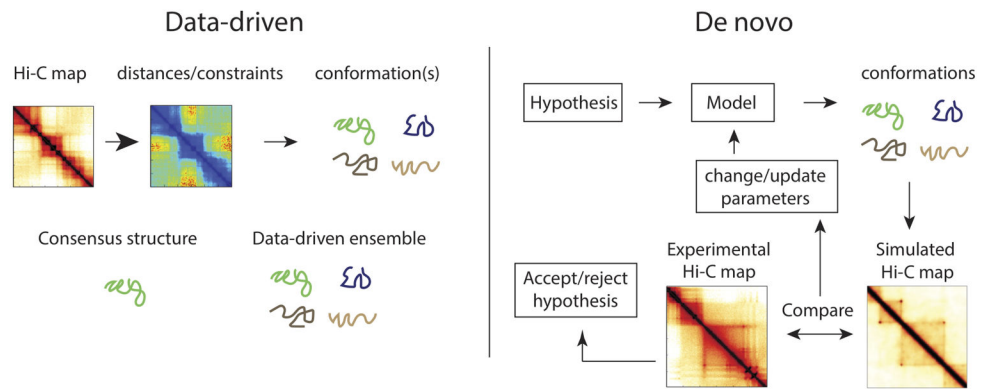 Data-driven
Hi-C map
distances/constraints
conformation(s)
Consensus structure
Data-driven ensemble
De novo
Hypothesis
Model
conformations
change/update
parameters
Experimental
Hi-C map
Simulated
Hi-C map
Accept/reject
hypothesis
Compare